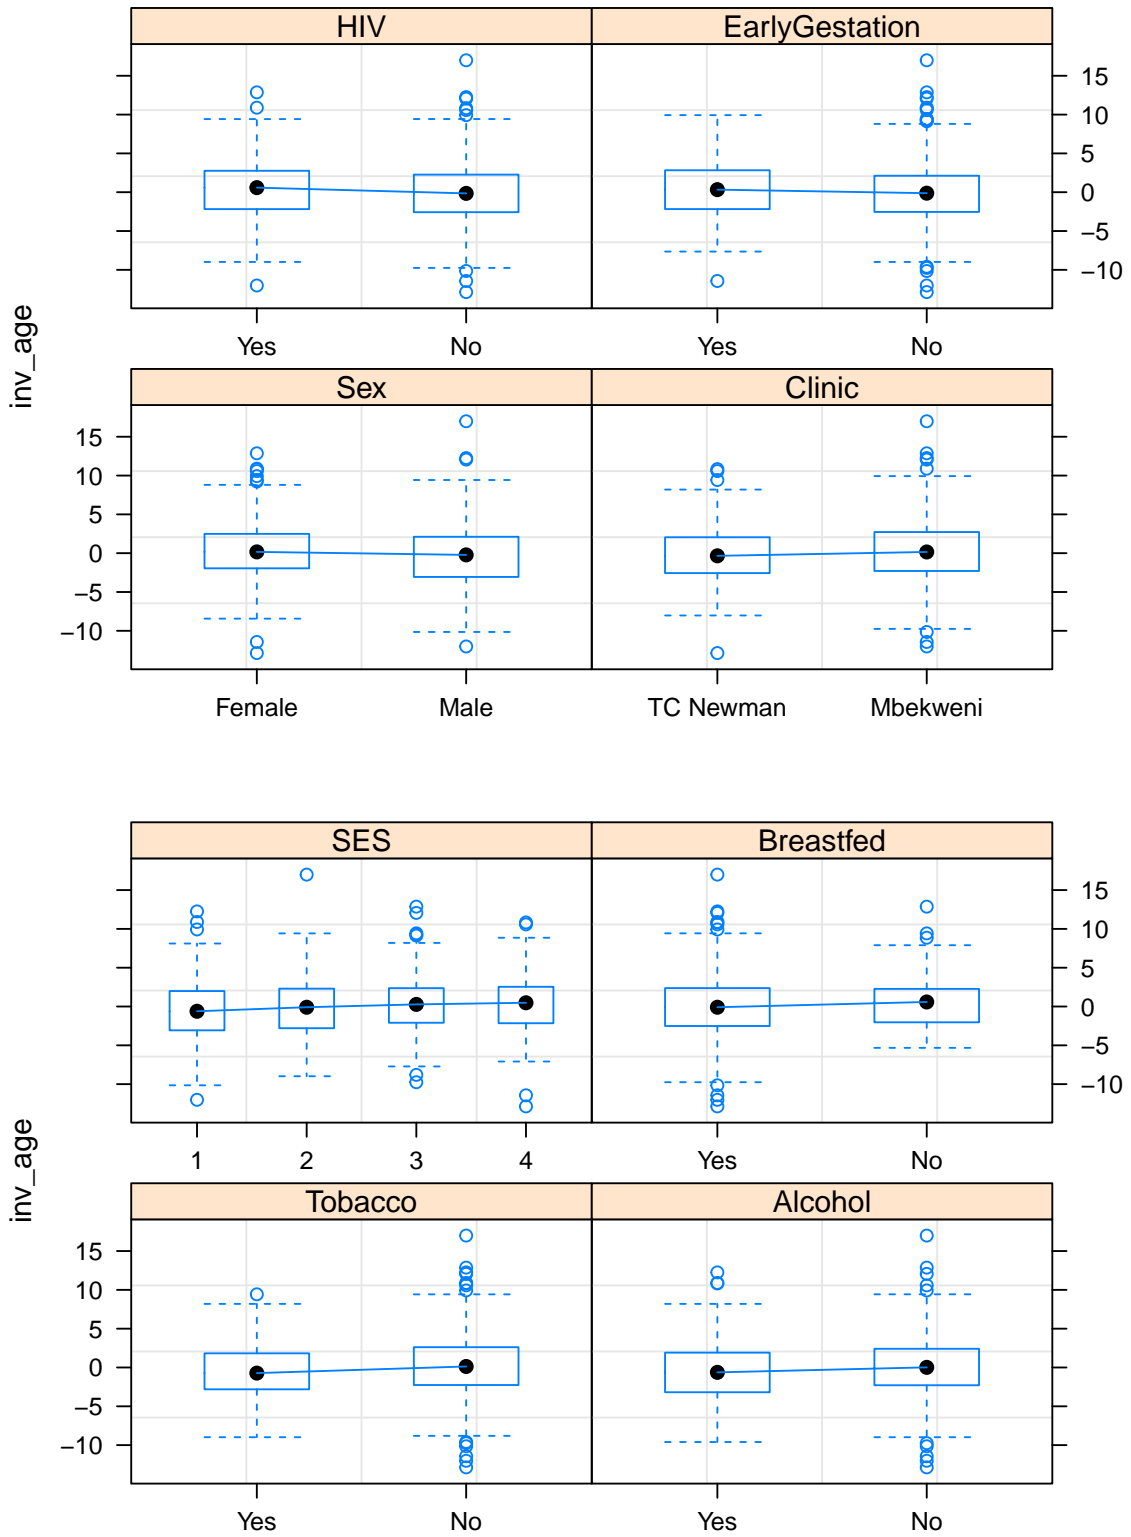 HIV EarlyGestation
15
10
5
0
−5
−10
Yes No Yes No
inv_age
Sex Clinic
15
10
5
0
−5
−10
Female Male TC Newman Mbekweni
SES Breastfed
15
10
5
0
−5
−10
1 2 3 4 Yes No
inv_age
Tobacco Alcohol
15
10
5
0
−5
−10
Yes No Yes No